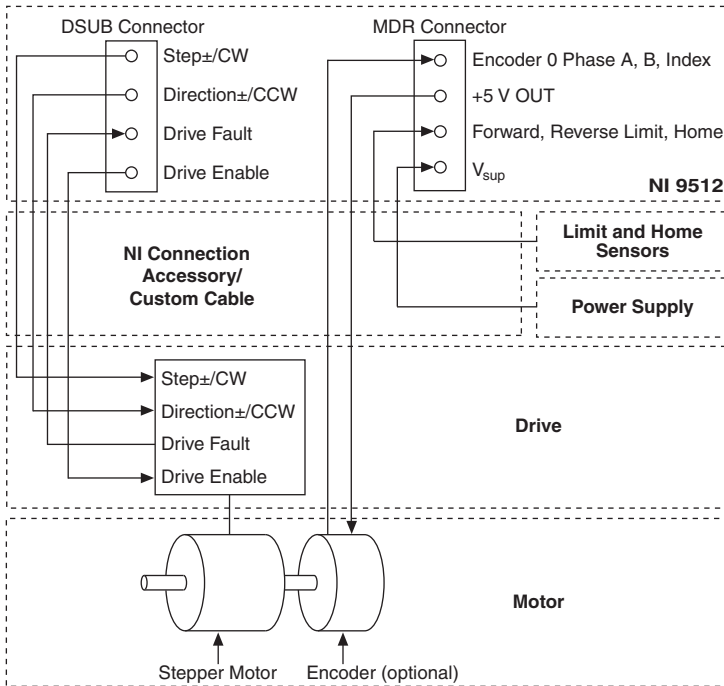 DSUB Connector
Step±/CW
Direction±/CCW
Drive Fault
Drive Enable
MDR Connector
Encoder 0 Phase A, B, Index
+5 V OUT
Forward, Reverse Limit, Home
Vsup
NI 9512
NI Connection
Accessory/
Custom Cable
Limit and Home
Sensors
Power Supply
Step±/CW
Direction±/CCW
Drive Fault
Drive Enable
Drive
Motor
Stepper Motor
Encoder (optional)